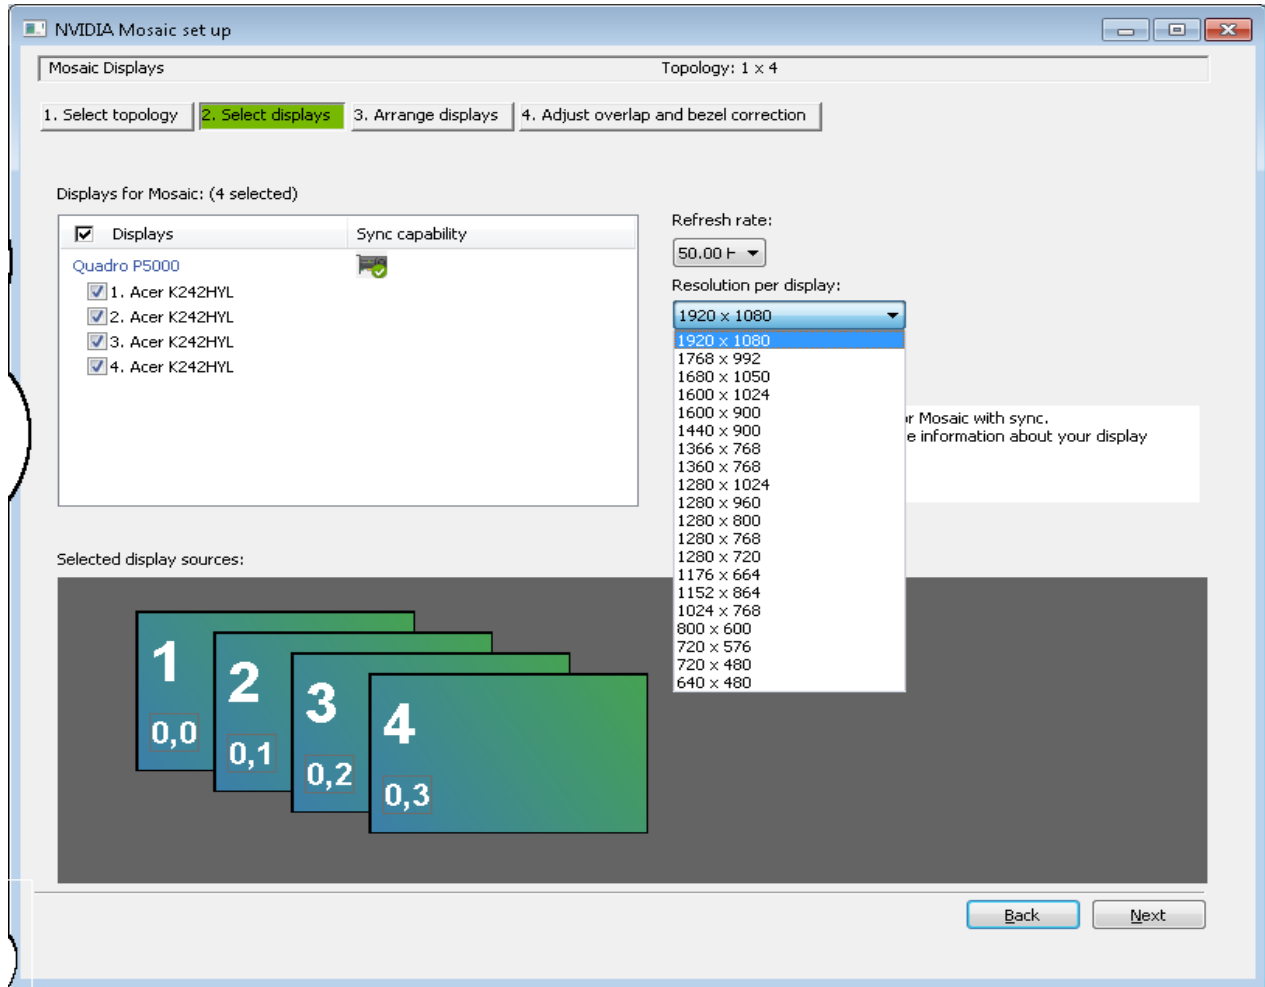 NVIDIA Mosaic set up
Mosaic Displays Topology: 1 x 4
1. Select topology 2. Select displays 3. Arrange displays 4. Adjust overlap and bezel correction
Displays for Mosaic: (4 selected)
Displays Sync capability
Quadro P5000
1. Acer K242HYL
2. Acer K242HYL
3. Acer K242HYL
4. Acer K242HYL
Refresh rate:
50.00
Resolution per display:
1920 x 1080
1920 x 1080
1768 x 992
1680 x 1050
1600 x 1024
1600 x 900
1440 x 900
1366 x 768
1360 x 768
1280 x 1024
1280 x 960
1280 x 800
1280 x 768
1280 x 720
1176 x 664
1152 x 864
1024 x 768
800 x 600
720 x 576
720 x 480
640 x 480
Mosaic with sync.
information about your display
Selected display sources:
1
0,0
2
0,1
3
0,2
4
0,3
Back Next